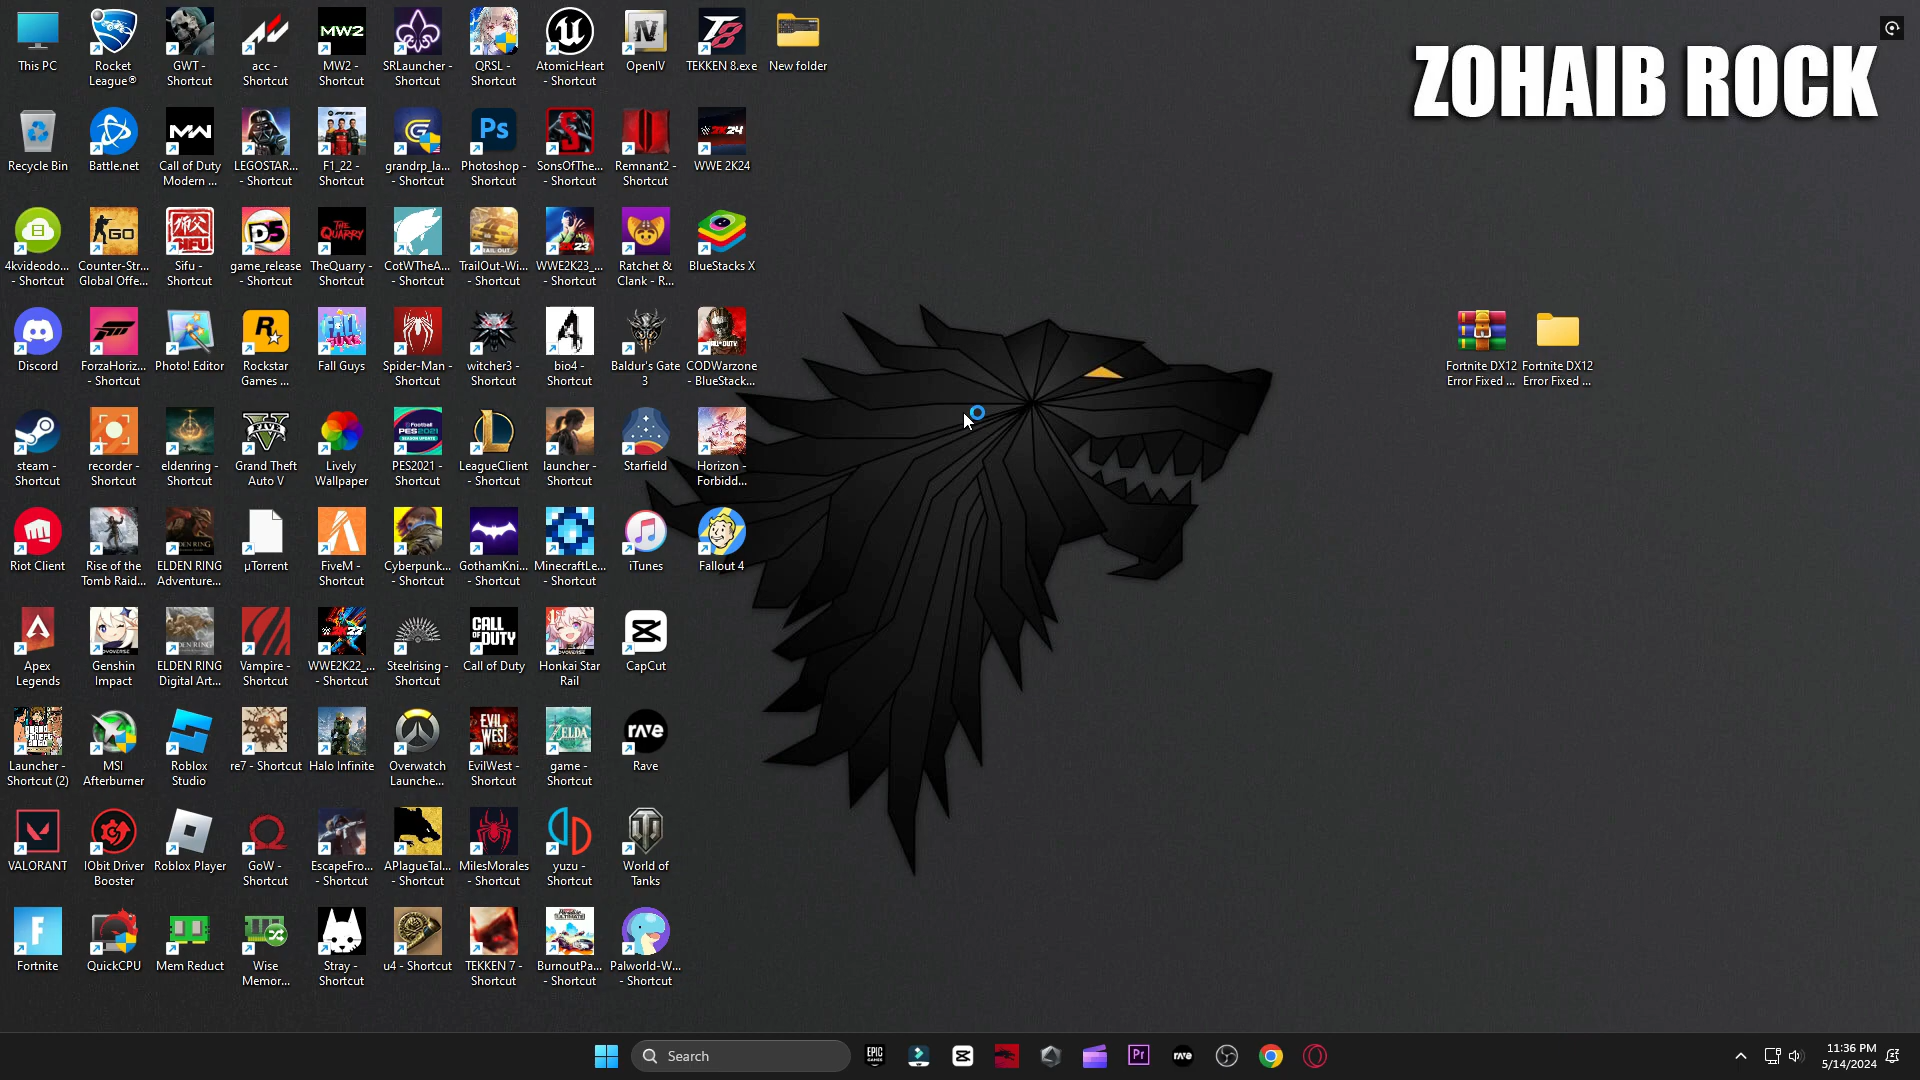 ZOHAIB ROCK
This PC
Rocket League®
GWT - Shortcut
acc - Shortcut
MW2 - Shortcut
SRLauncher - Shortcut
QRSL - Shortcut
AtomicHeart - Shortcut
OpenIV
TEKKEN 8.exe
New folder
Recycle Bin
Battle.net
Call of Duty Modern ...
LEGOSTAR... - Shortcut
F1_22 - Shortcut
grandrp_la... - Shortcut
Photoshop - Shortcut
SonsOfThe... - Shortcut
Remnant2 - Shortcut
WWE 2K24
4kvideodo... - Shortcut
Counter-Str... Global Offe...
Sifu - Shortcut
game_release - Shortcut
TheQuarry - Shortcut
CotWTheA... - Shortcut
TrailOut-Wi... - Shortcut
WWE2K23_... - Shortcut
Ratchet & Clank - R...
BlueStacks X
Discord
ForzaHoriz... - Shortcut
Photo! Editor
Rockstar Games ...
Fall Guys
Spider-Man - Shortcut
witcher3 - Shortcut
bio4 - Shortcut
Baldur's Gate 3
CODWarzone - BlueStack...
Fortnite DX12 Error Fixed ...
Fortnite DX12 Error Fixed ...
steam - Shortcut
recorder - Shortcut
eldenring - Shortcut
Grand Theft Auto V
Lively Wallpaper
PES2021 - Shortcut
LeagueClient - Shortcut
launcher - Shortcut
Starfield
Horizon - Forbidd...
Riot Client
Rise of the Tomb Raid...
ELDEN RING Adventure...
µTorrent
FiveM - Shortcut
Cyberpunk... - Shortcut
GothamKni... - Shortcut
MinecraftLe... - Shortcut
iTunes
Fallout 4
Apex Legends
Genshin Impact
ELDEN RING Digital Art...
Vampire - Shortcut
WWE2K22_... - Shortcut
Steelrising - Shortcut
Call of Duty
Honkai Star Rail
CapCut
Launcher - Shortcut (2)
MSI Afterburner
Roblox Studio
re7 - Shortcut
Halo Infinite
Overwatch Launche...
EvilWest - Shortcut
game - Shortcut
Rave
VALORANT
IObit Driver Booster
Roblox Player
GoW - Shortcut
EscapeFro... - Shortcut
APlagueTal... - Shortcut
MilesMorales - Shortcut
yuzu - Shortcut
World of Tanks
Fortnite
QuickCPU
Mem Reduct
Wise Memor...
Stray - Shortcut
u4 - Shortcut
TEKKEN 7 - Shortcut
BurnoutPa... - Shortcut
Palworld-W... - Shortcut
Search
11:36 PM
5/14/2024